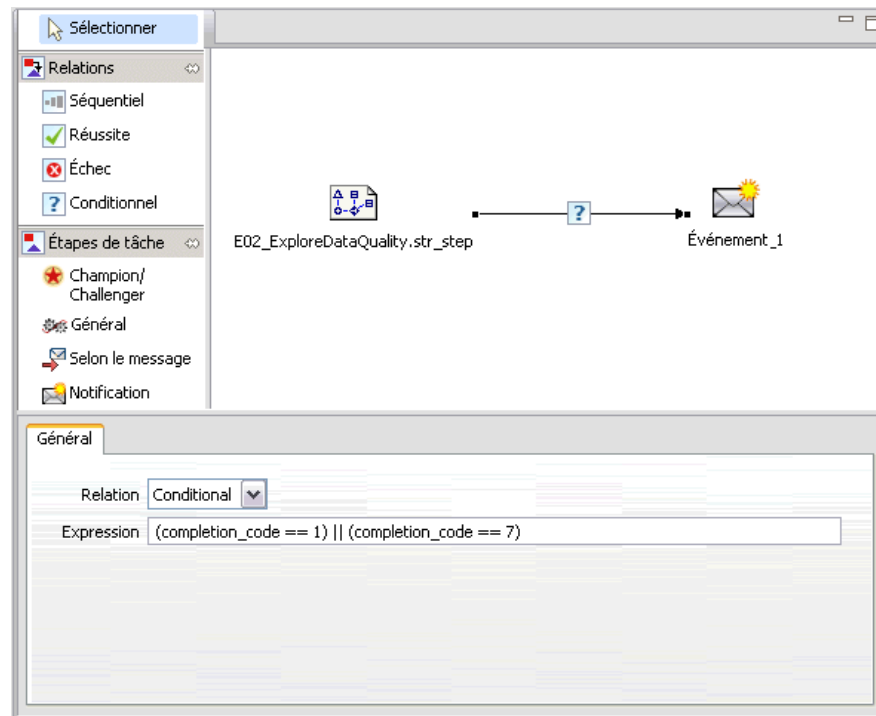 Sélectionner
Relations
Séquentiel
Réussite
Échec
? Conditionnel
Étapes de tâche
Champion/
Challenger
Général
Selon le message
Notification
?
E02_ExploreDataQuality.str_step
Événement_1
Général
Relation Conditional
Expression (completion_code == 1) || (completion_code == 7)